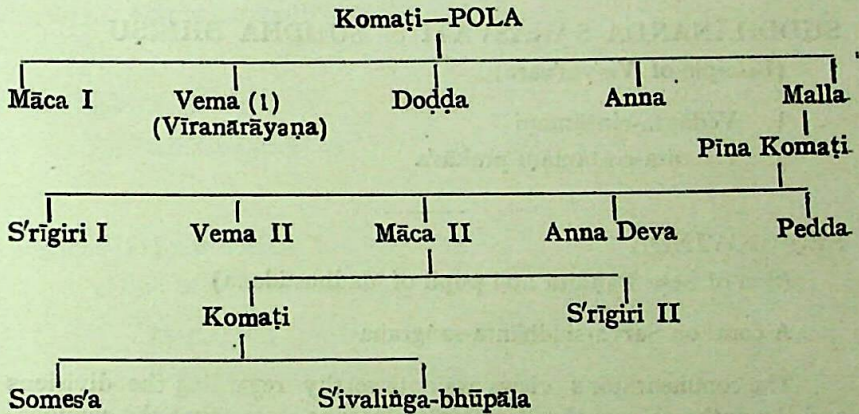 Komaṭi—POLA
Māca I Vema (1) Doḍḍa Anna Malla
(Vīranārāyaṇa)
Pīna Komaṭi
S'rīgiri I Vema II Māca II Anna Deva Pedda
Komaṭi S'rīgiri II
Somes'a S'ivaliṅga-bhūpāla